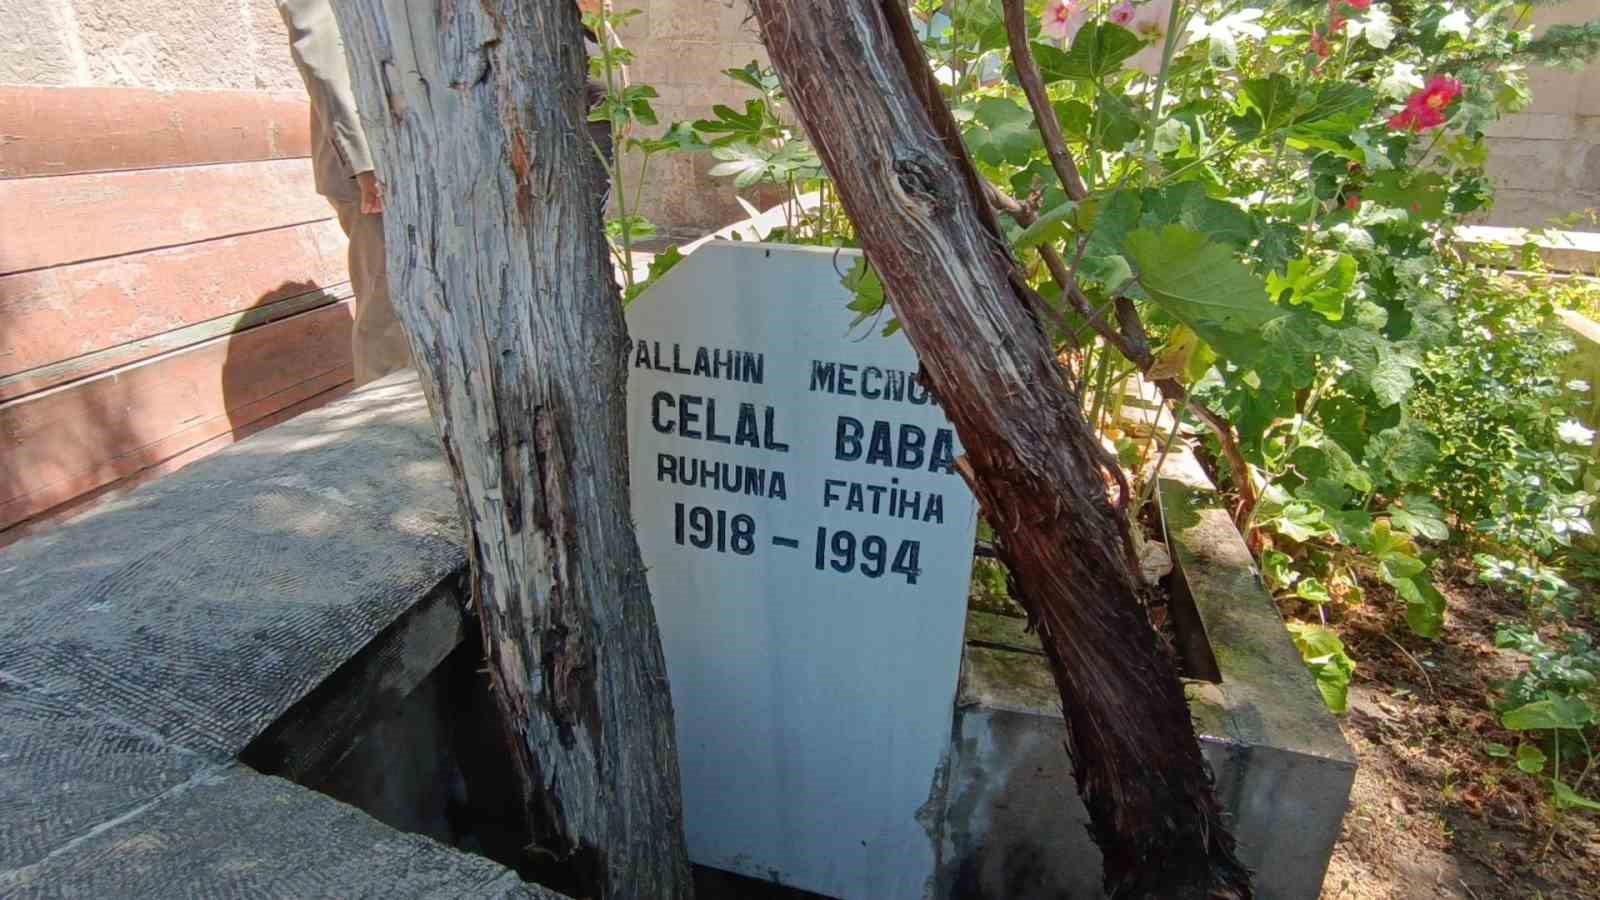 ALLAHIN
CELAL BABA
RUHUNA FATİHA
1918 - 1994